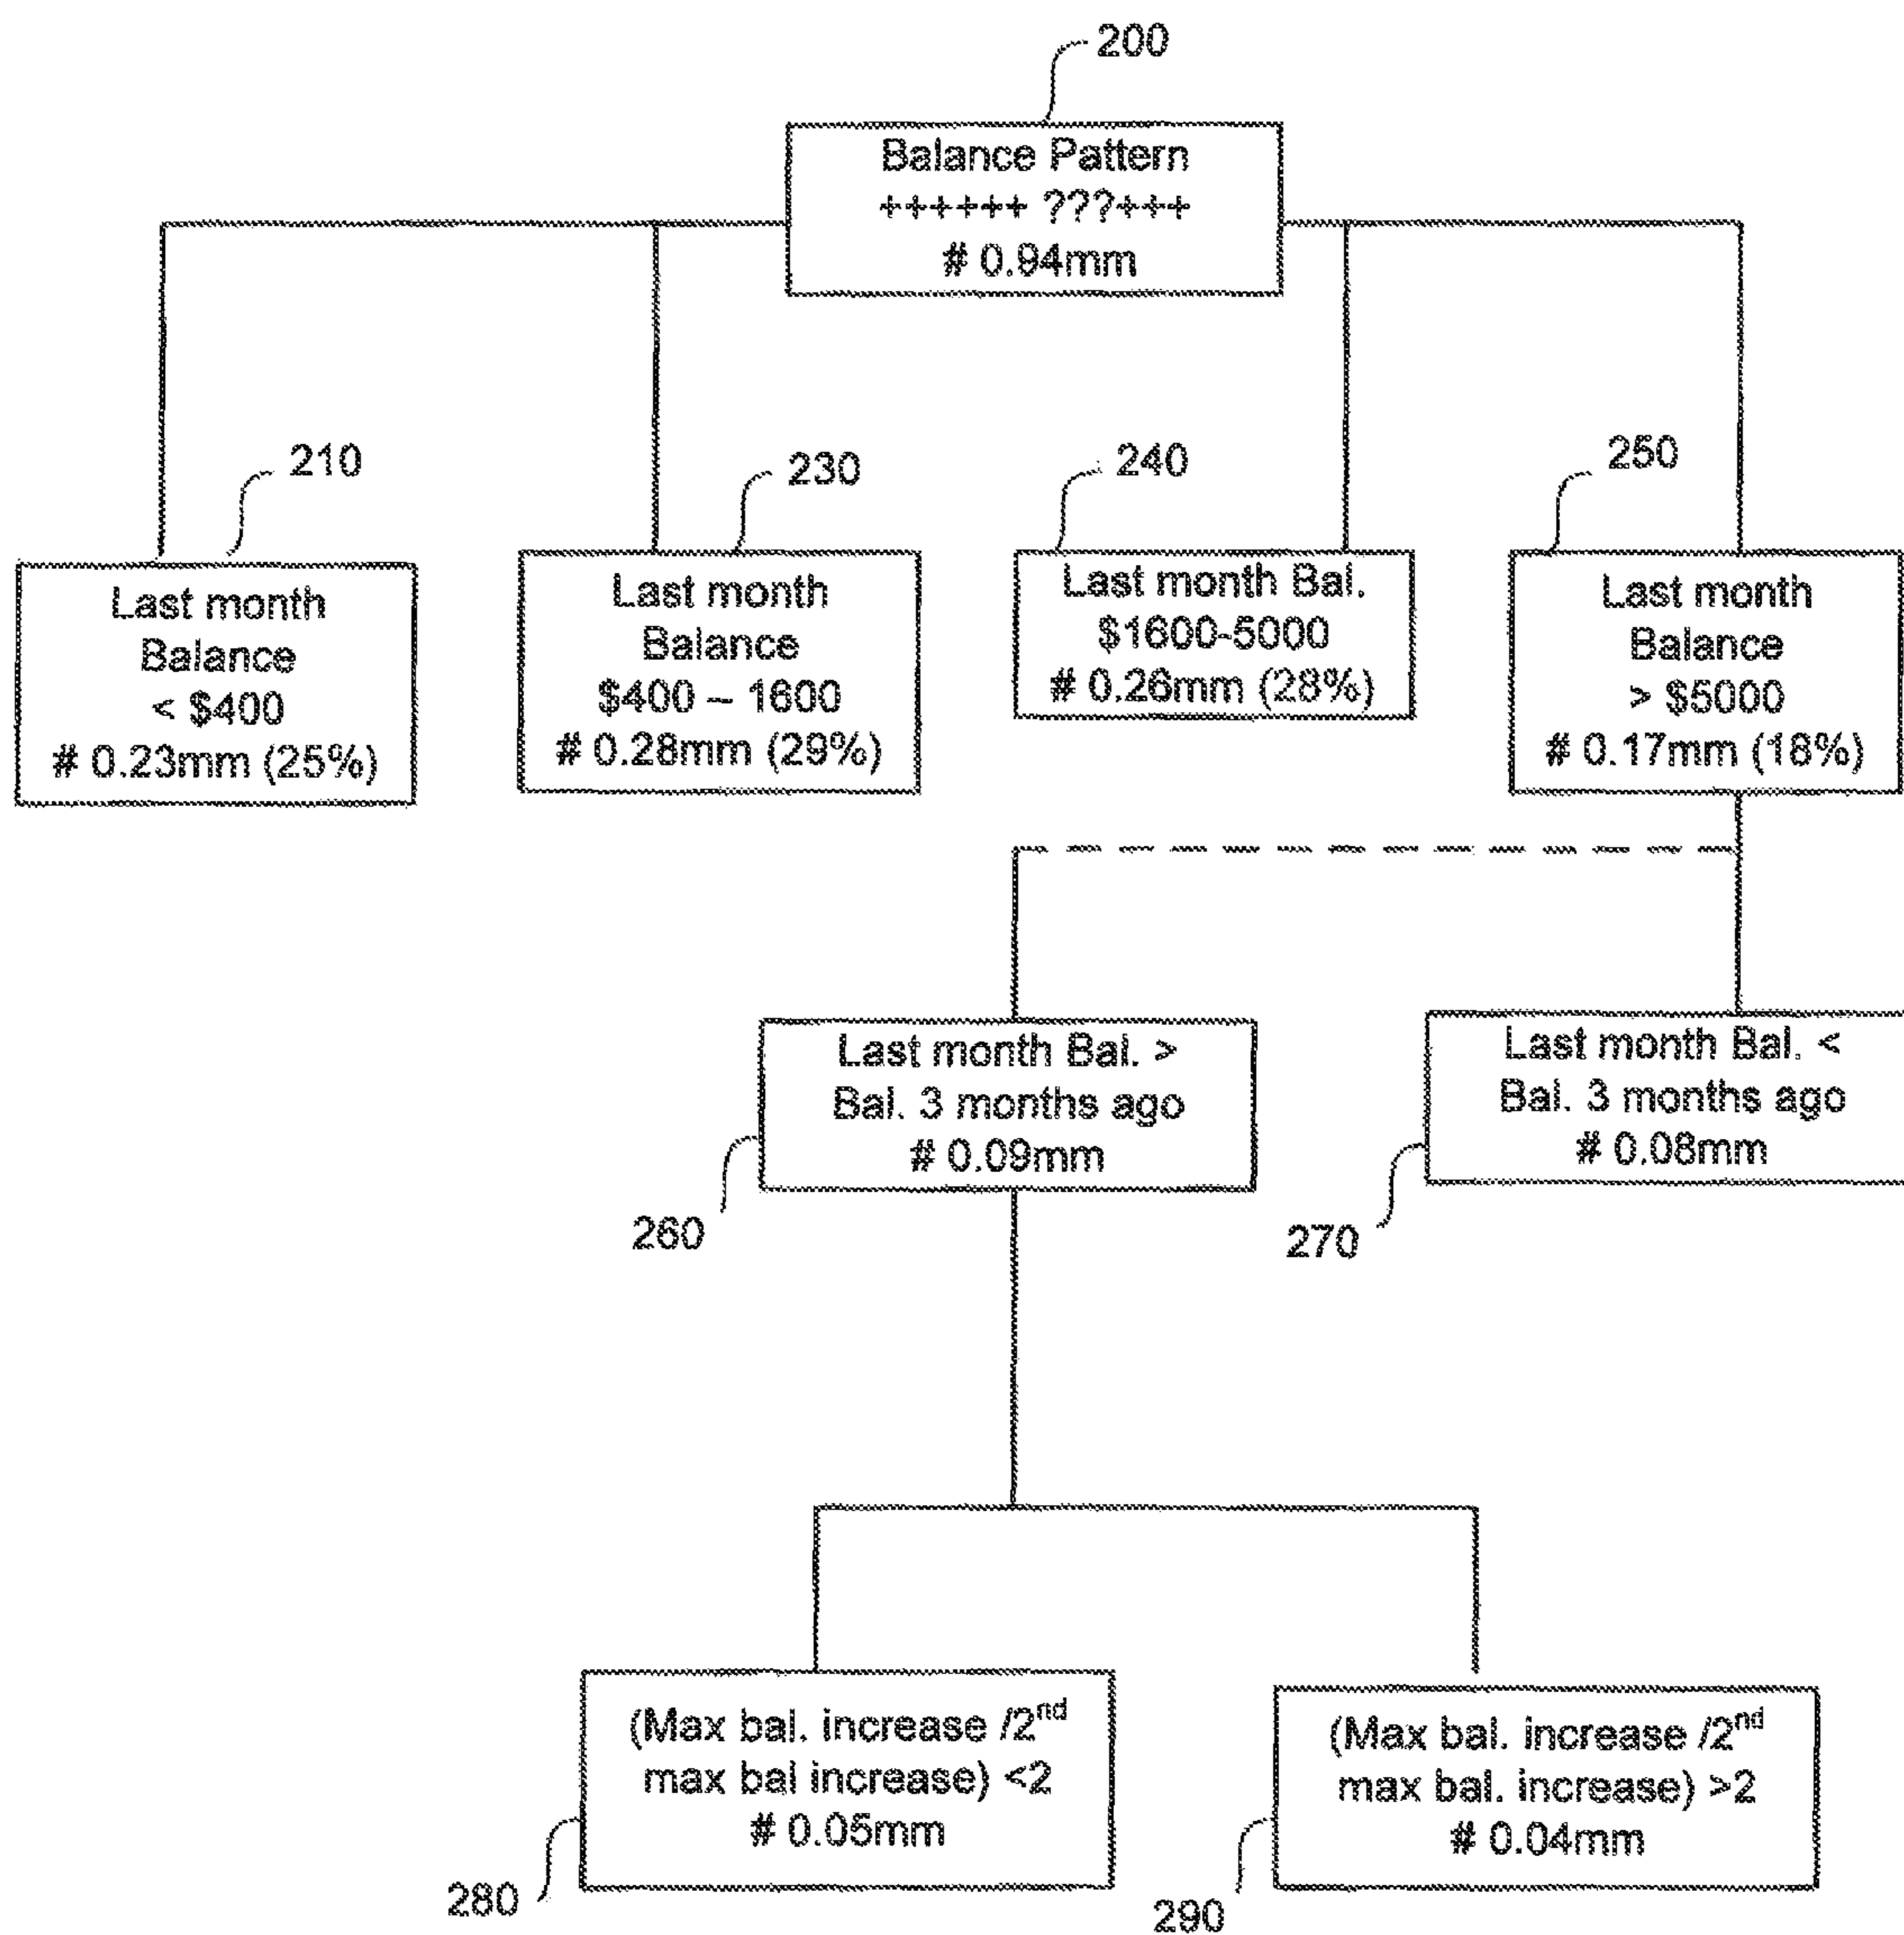 200
Balance Pattern
++++++ ???+++
# 0.94mm
210
Last month
Balance
< $400
# 0.23mm (25%)
230
Last month
Balance
$400 – 1600
# 0.28mm (29%)
240
Last month Bal.
$1600-5000
# 0.26mm (28%)
250
Last month
Balance
> $5000
# 0.17mm (18%)
Last month Bal. >
Bal. 3 months ago
# 0.09mm
260
Last month Bal. <
Bal. 3 months ago
# 0.08mm
270
(Max bal. increase /2nd
max bal increase) <2
# 0.05mm
280
(Max bal. increase /2nd
max bal. increase) >2
# 0.04mm
290